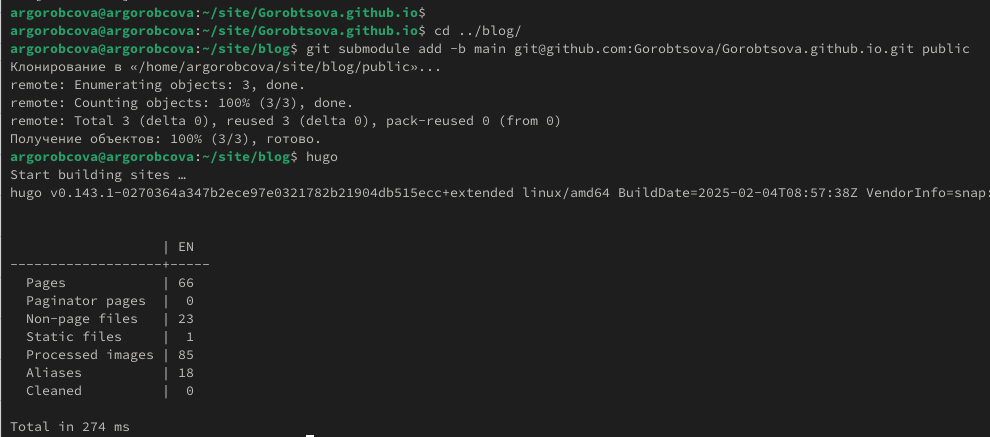 argorobcova@argorobcova:~/site/Gorobtsova.github.io$
argorobcova@argorobcova:~/site/Gorobtsova.github.io$ cd ../blog/
argorobcova@argorobcova:~/site/blog$ git submodule add -b main git@github.com:Gorobtsova/Gorobtsova.github.io.git public
Клонирование в «/home/argorobcova/site/blog/public»...
remote: Enumerating objects: 3, done.
remote: Counting objects: 100% (3/3), done.
remote: Total 3 (delta 0), reused 3 (delta 0), pack-reused 0 (from 0)
Получение объектов: 100% (3/3), готово.
argorobcova@argorobcova:~/site/blog$ hugo
Start building sites …
hugo v0.143.1-0270364a347b2ece97e0321782b21904db515ecc+extended linux/amd64 BuildDate=2025-02-04T08:57:38Z VendorInfo=snap:
| EN
-------------------+-----
Pages | 66
Paginator pages | 0
Non-page files | 23
Static files | 1
Processed images | 85
Aliases | 18
Cleaned | 0
Total in 274 ms